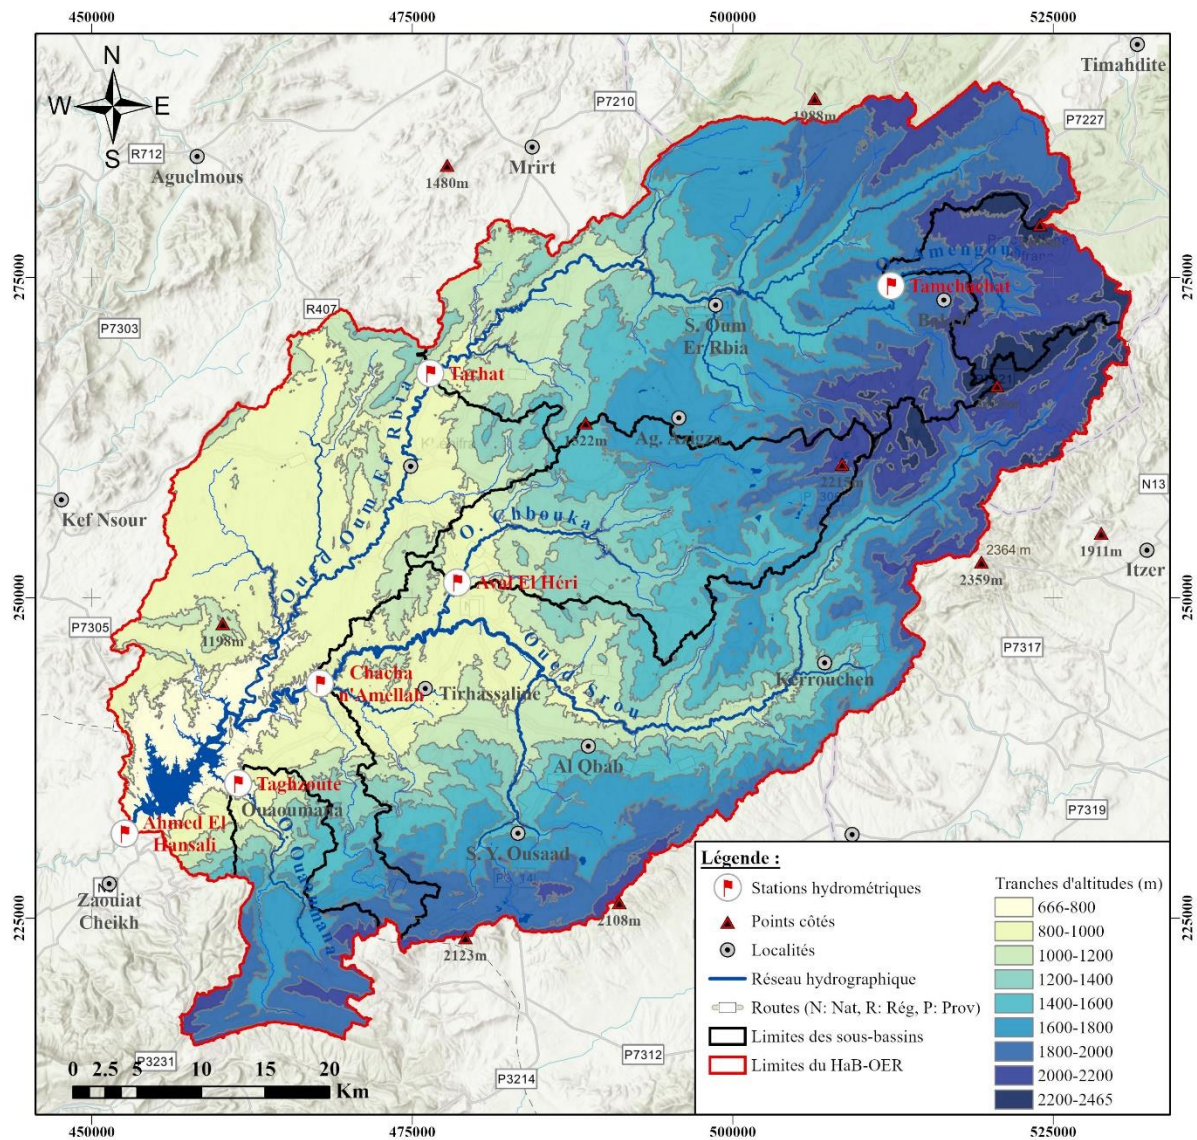 450000
475000
500000
525000
N
W
E
S
Timahdite
P7210
1988m
P7227
R712
Aguelmous
Mrirt
1480m
275000
275000
Tamchachat
R407
P7303
S. Oum
Er Rbia
Tarhat
1322m
Ag. Azigza
Oued Oum Er Rbia
2215m
N13
Kef Nsour
O. Chbouka
2364 m
1911m
Itzer
2359m
Aval El Héri
250000
250000
P7305
1198m
P7317
Oued Srou
Kerrouchen
Chacha
n'Amellah
Tirhassaline
Al Qbab
Taghzoute
Ouaoumana
P7319
Ahmed El
Hansali
S. Y. Ousaad
O. Ouaoumana
Zaouiat
Cheikh
2108m
225000
225000
2123m
P3231
P7312
P3214
0 2.5 5 10 15 20
Km
Légende :
Stations hydrométriques
Points côtés
Localités
Réseau hydrographique
Routes (N: Nat, R: Rég, P: Prov)
Limites des sous-bassins
Limites du HaB-OER
Tranches d'altitudes (m)
666-800
800-1000
1000-1200
1200-1400
1400-1600
1600-1800
1800-2000
2000-2200
2200-2465
450000
475000
500000
525000